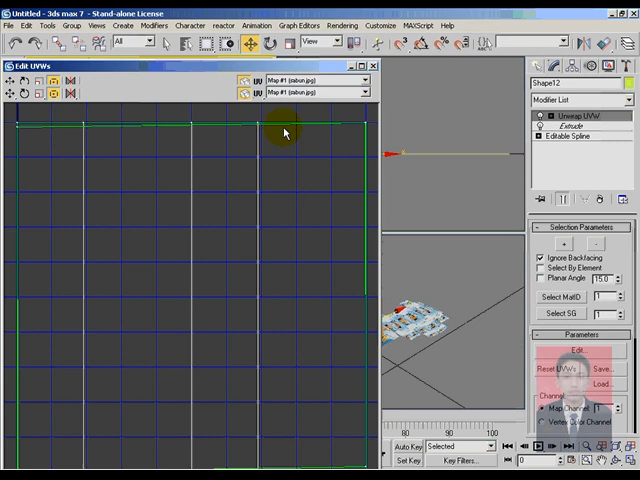 Untitled - 3ds max 7 - Stand-alone License
File Edit Tools Group Views Create Modifiers Character reactor Animation Graph Editors Rendering Customize MAXScript Help
All
View
Edit UVWs
UV Map #1 (sabun.jpg)
UV Map #1 (sabun.jpg)
Shape12
Modifier List
Unwrap UVW
Extrude
Editable Spline
Selection Parameters
+ -
Ignore Backfacing
Select By Element
Planar Angle 15.0
Select MatID 1
Select SG 1
Parameters
Edit...
Reset UVWs Save...
Load...
Channel:
Map Channel: 1
Vertex Color Channel
80 90 100
Auto Key Selected
Set Key Key Filters...
0